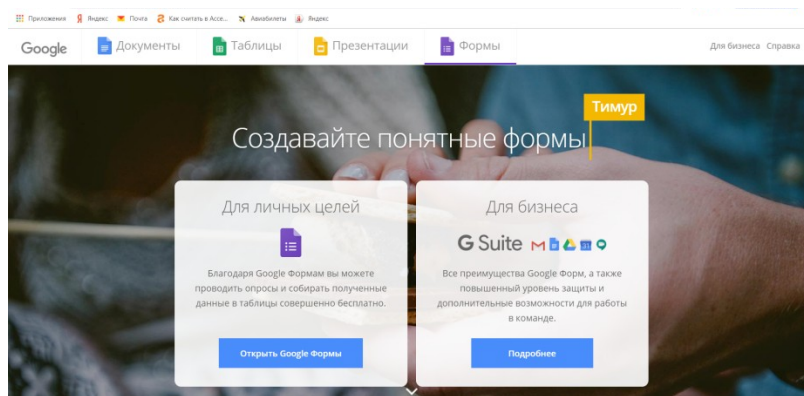 Приложения Яндекс Почта Как считать в Acce... Авиабилеты Яндекс
Google Документы Таблицы Презентации Формы Для бизнеса Справка
Тимур
Создавайте понятные формы
Для личных целей
Благодаря Google Формам вы можете
проводить опросы и собирать полученные
данные в таблицы совершенно бесплатно.
Открыть Google Формы
Для бизнеса
G Suite
Все преимущества Google Форм, а также
повышенный уровень защиты и
дополнительные возможности для работы
в команде.
Подробнее